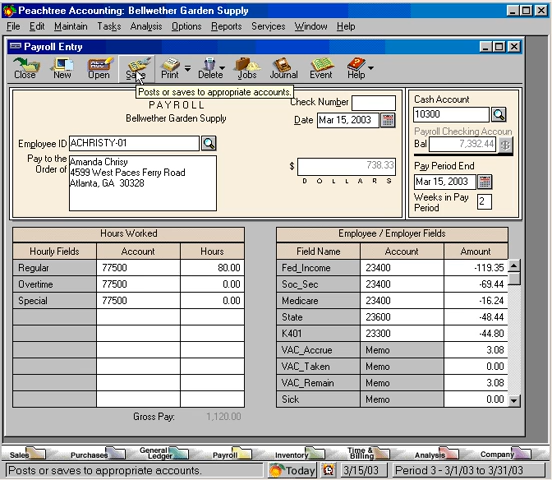 Peachtree Accounting: Bellwether Garden Supply
File Edit Maintain Tasks Analysis Options Reports Services Window Help
Payroll Entry
Close New Open Save Print Delete Jobs Journal Event Help
Posts or saves to appropriate accounts.
PAYROLL
Bellwether Garden Supply
Check Number
Date Mar 15, 2003
Employee ID ACHRISTY-01
Pay to the
Order of
Amanda Chrisy
4599 West Paces Ferry Road
Atlanta, GA 30328
$ 738.33
DOLLARS
Cash Account
10300
Payroll Checking Accoun
Bal 7,392.44
Pay Period End
Mar 15, 2003
Weeks in Pay
Period 2
Hours Worked
Hourly Fields Account Hours
Regular 77500 80.00
Overtime 77500 0.00
Special 77500 0.00
Gross Pay: 1,120.00
Employee / Employer Fields
Field Name Account Amount
Fed_Income 23400 -119.35
Soc_Sec 23400 -69.44
Medicare 23400 -16.24
State 23600 -48.44
K401 23300 -44.80
VAC_Accrue Memo 3.08
VAC_Taken Memo 0.00
VAC_Remain Memo 3.08
Sick Memo 0.00
Sales Purchases General Ledger Payroll Inventory Time & Billing Analysis Company
Posts or saves to appropriate accounts. Today 3/15/03 Period 3 - 3/1/03 to 3/31/03